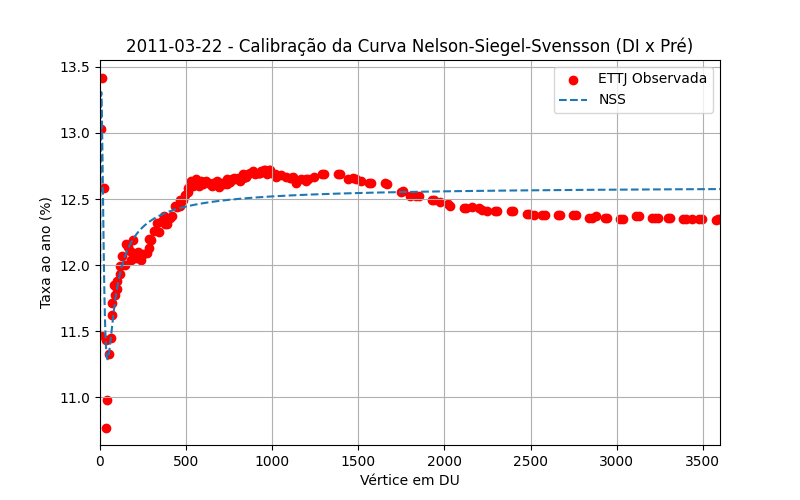 2011-03-22 - Calibração da Curva Nelson-Siegel-Svensson (DI x Pré)
13.5
13.0
12.5
12.0
11.5
11.0
Taxa ao ano (%)
ETTJ Observada
NSS
0
500
1000
1500
2000
2500
3000
3500
Vértice em DU